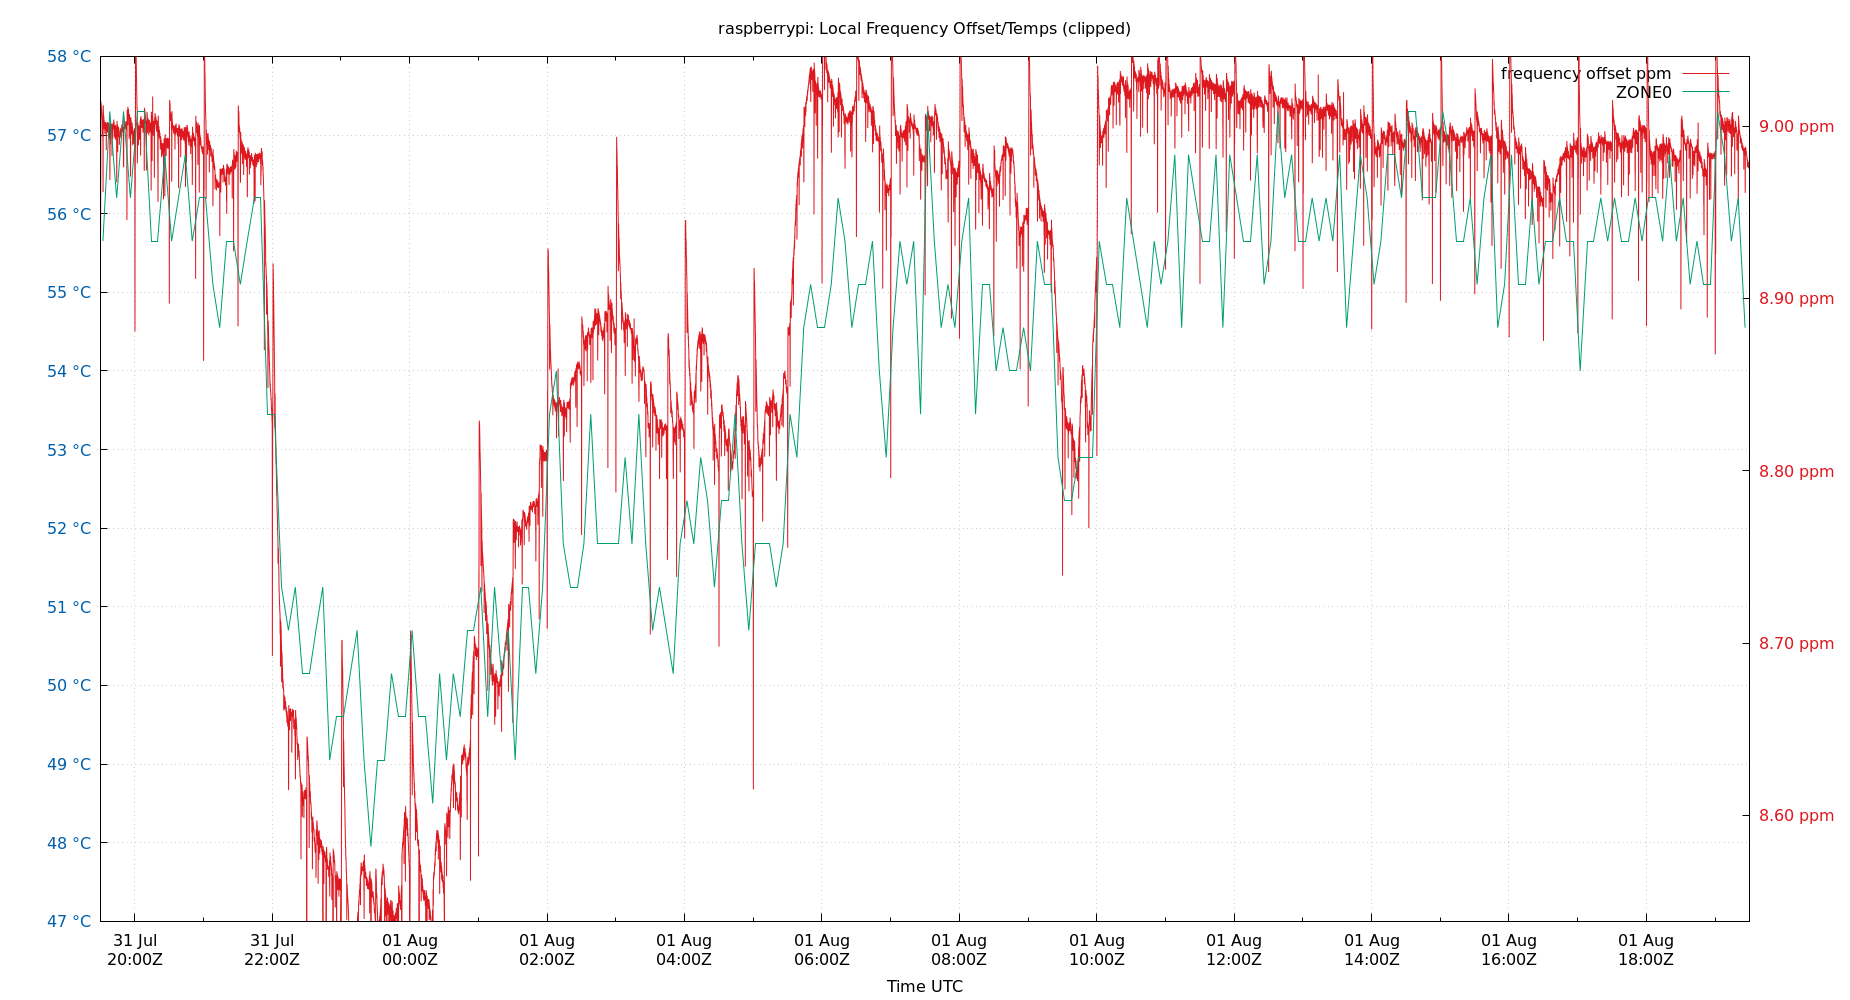 raspberrypi: Local Frequency Offset/Temps (clipped)
frequency offset ppm
ZONE0
58 °C
57 °C
56 °C
55 °C
54 °C
53 °C
52 °C
51 °C
50 °C
49 °C
48 °C
47 °C
9.00 ppm
8.90 ppm
8.80 ppm
8.70 ppm
8.60 ppm
31 Jul
20:00Z
31 Jul
22:00Z
01 Aug
00:00Z
01 Aug
02:00Z
01 Aug
04:00Z
01 Aug
06:00Z
01 Aug
08:00Z
01 Aug
10:00Z
01 Aug
12:00Z
01 Aug
14:00Z
01 Aug
16:00Z
01 Aug
18:00Z
Time UTC